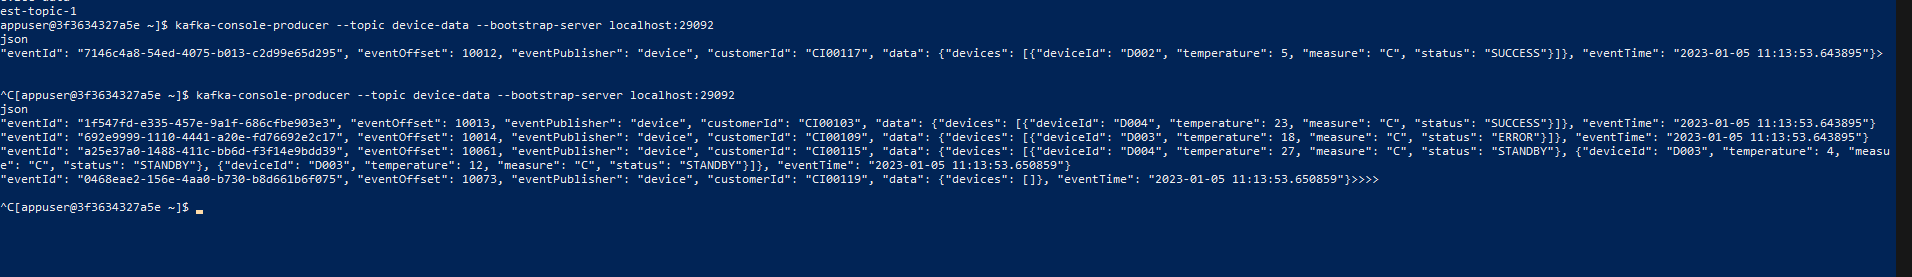 est-topic-1
appuser@3f3634327a5e ~]$ kafka-console-producer --topic device-data --bootstrap-server localhost:29092
json
"eventId": "7146c4a8-54ed-4075-b013-c2d99e65d295", "eventOffset": 10012, "eventPublisher": "device", "customerId": "CI00117", "data": {"devices": [{"deviceId": "D002", "temperature": 5, "measure": "C", "status": "SUCCESS"}]}, "eventTime": "2023-01-05 11:13:53.643895"}>
^C[appuser@3f3634327a5e ~]$ kafka-console-producer --topic device-data --bootstrap-server localhost:29092
json
"eventId": "1f547fd-e335-457e-9a1f-686cfbe903e3", "eventOffset": 10013, "eventPublisher": "device", "customerId": "CI00103", "data": {"devices": [{"deviceId": "D004", "temperature": 23, "measure": "C", "status": "SUCCESS"}]}, "eventTime": "2023-01-05 11:13:53.643895"}
"eventId": "692e9999-1110-4441-a20e-fd76692e2c17", "eventOffset": 10014, "eventPublisher": "device", "customerId": "CI00109", "data": {"devices": [{"deviceId": "D003", "temperature": 18, "measure": "C", "status": "ERROR"}]}, "eventTime": "2023-01-05 11:13:53.643895"}
"eventId": "a25e37a0-1488-411c-bb6d-f3f14e9bdd39", "eventOffset": 10061, "eventPublisher": "device", "customerId": "CI00115", "data": {"devices": [{"deviceId": "D004", "temperature": 27, "measure": "C", "status": "STANDBY"}, {"deviceId": "D003", "temperature": 4, "measu
e": "C", "status": "STANDBY"}, {"deviceId": "D003", "temperature": 12, "measure": "C", "status": "STANDBY"}]}, "eventTime": "2023-01-05 11:13:53.650859"}
"eventId": "0468eae2-156e-4aa0-b730-b8d661b6f075", "eventOffset": 10073, "eventPublisher": "device", "customerId": "CI00119", "data": {"devices": []}, "eventTime": "2023-01-05 11:13:53.650859"}>>>>
^C[appuser@3f3634327a5e ~]$